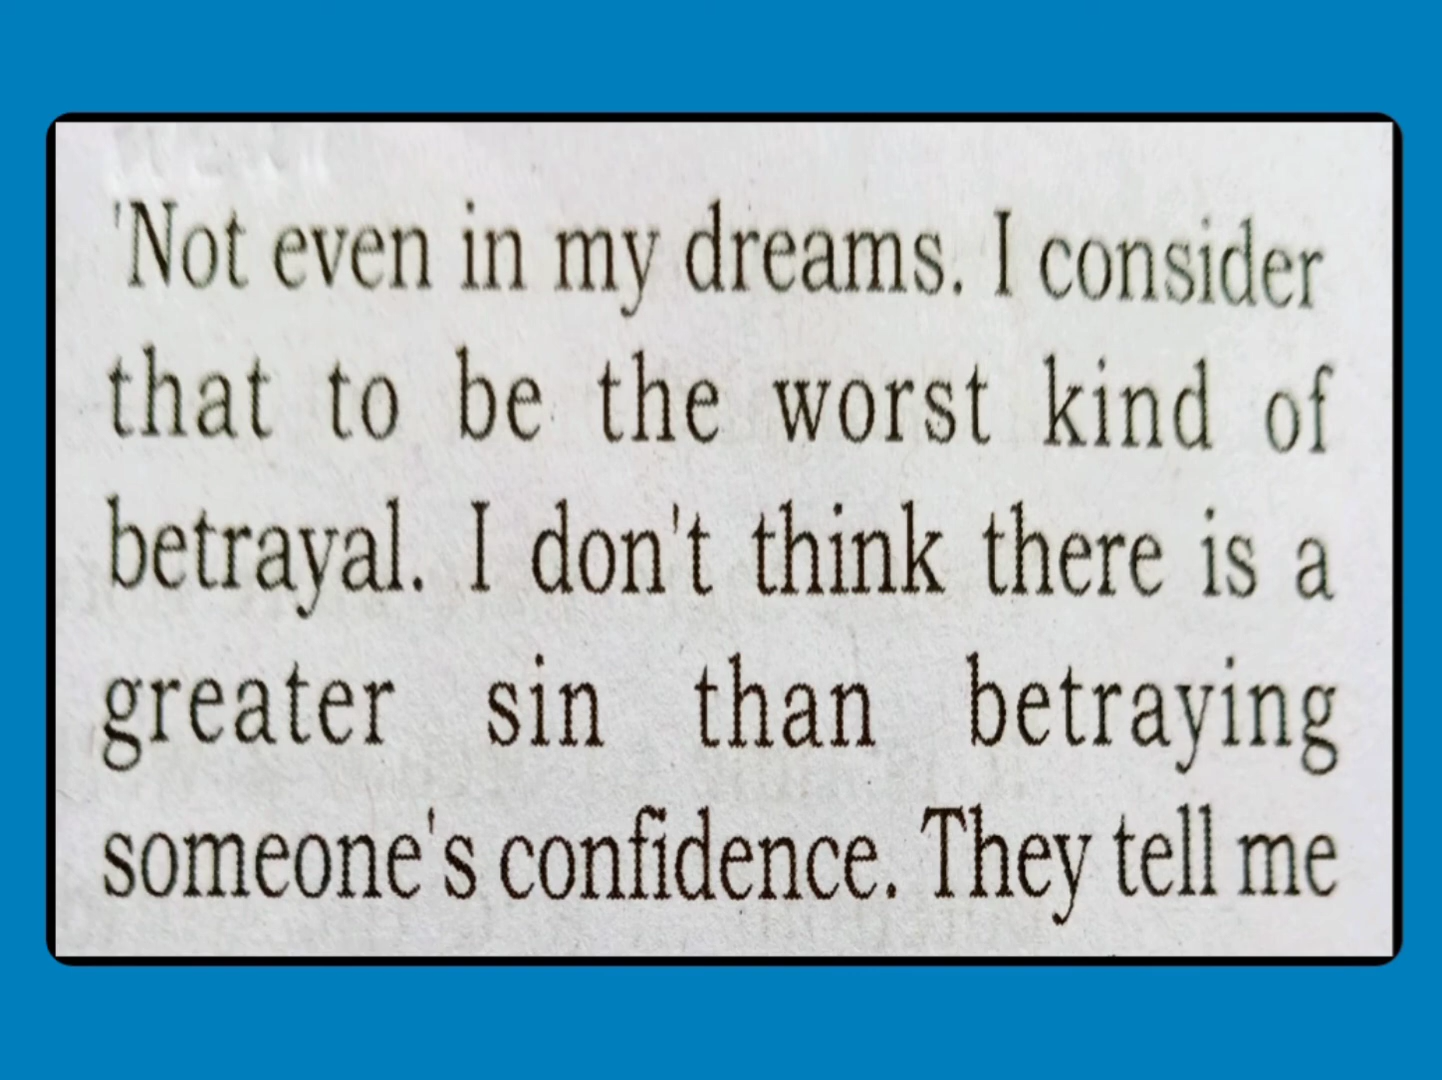 'Not even in my dreams. I consider
that to be the worst kind of
betrayal. I don't think there is a
greater sin than betraying
someone's confidence. They tell me